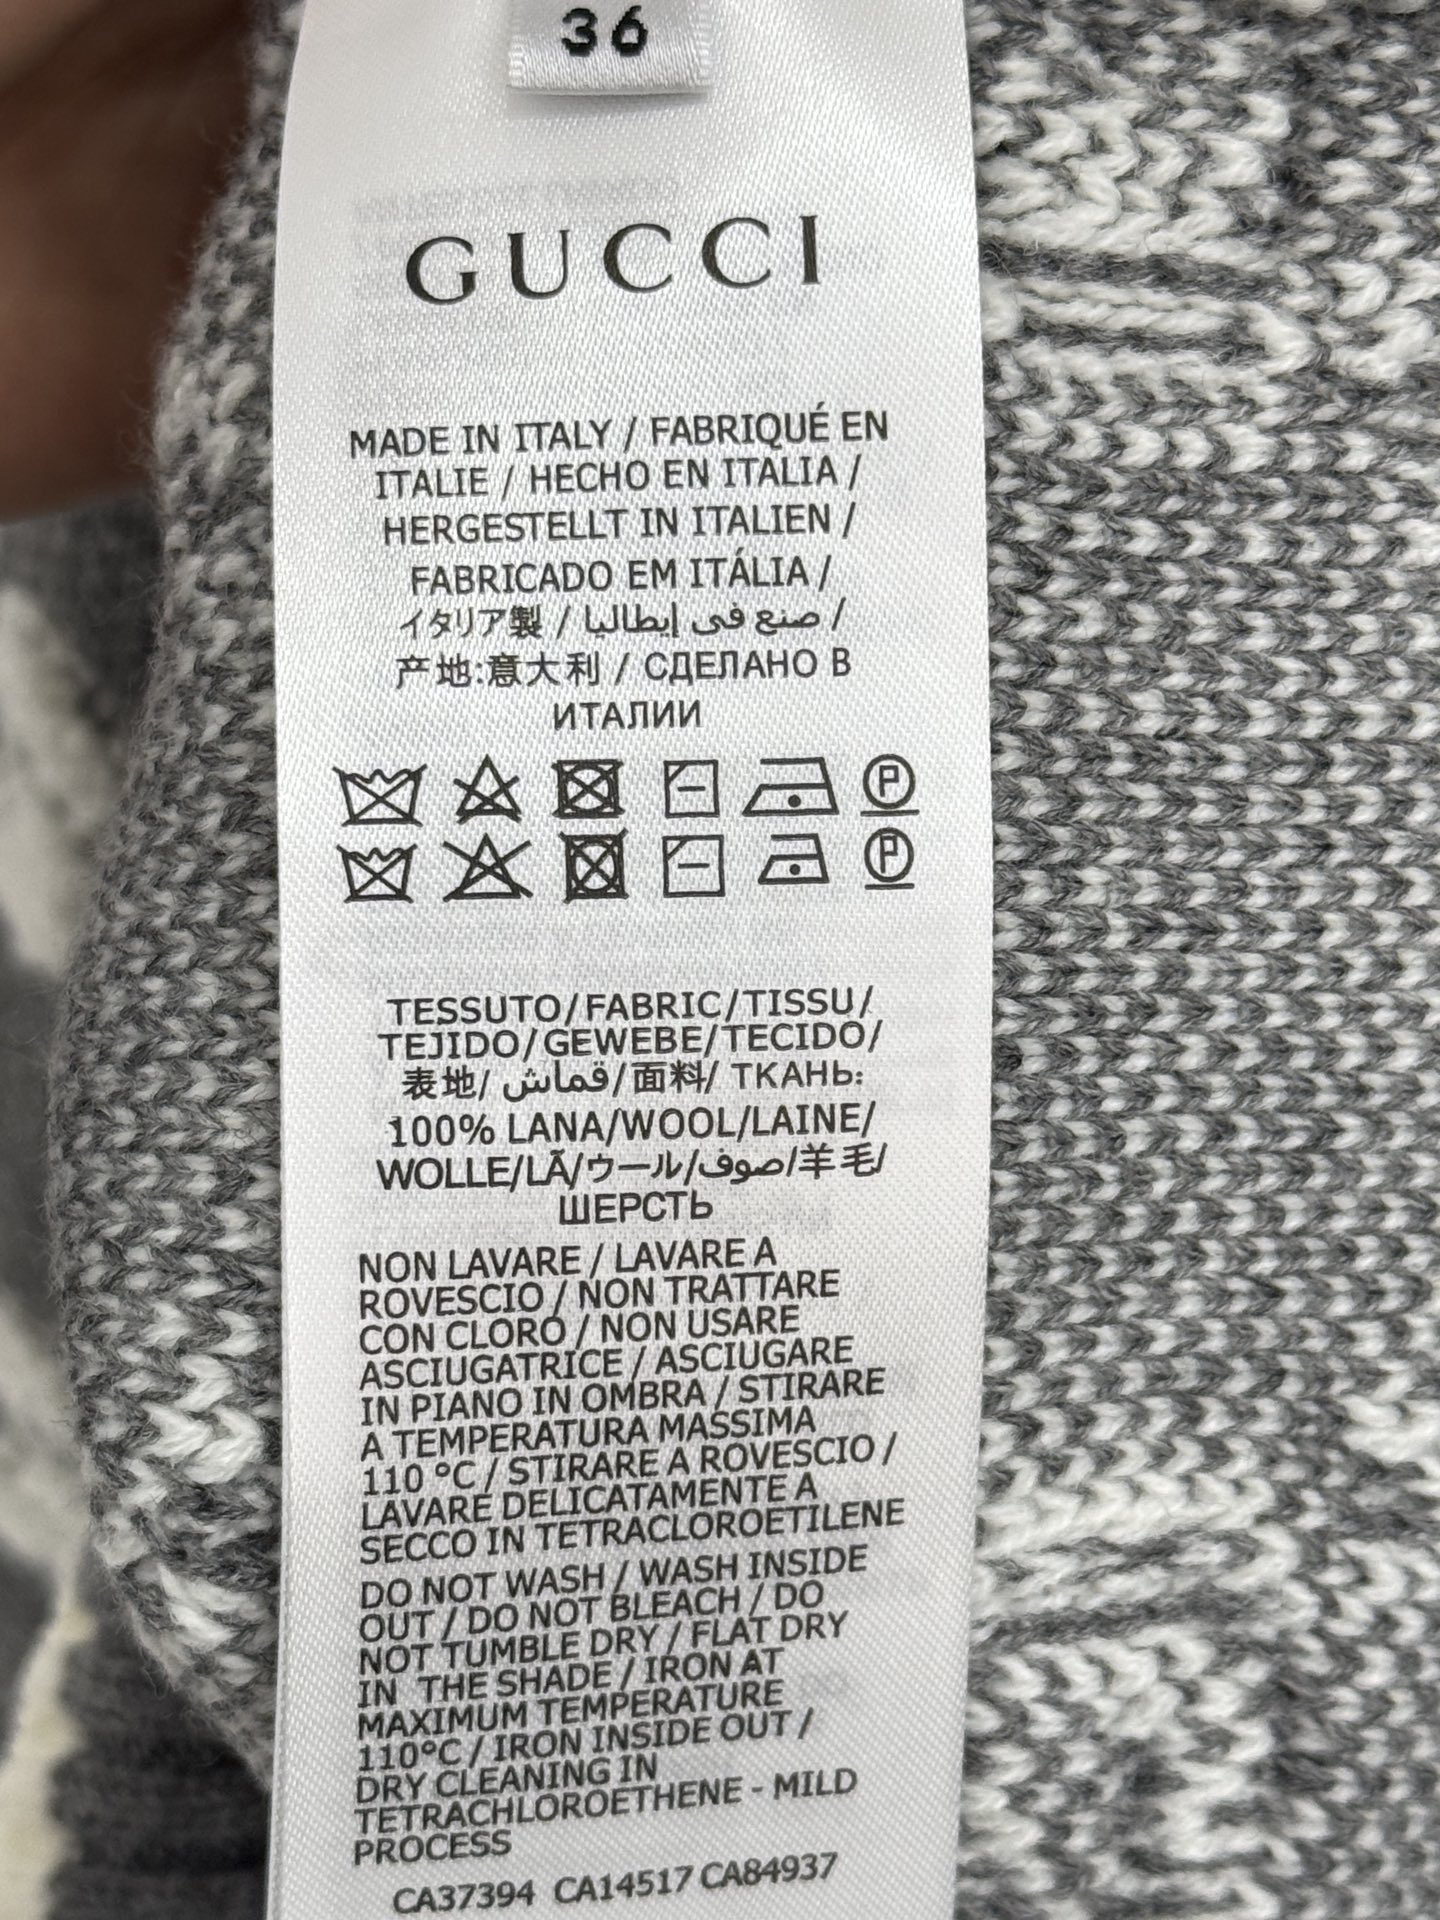 36
GUCCI
MADE IN ITALY / FABRIQUÉ EN
ITALIE / HECHO EN ITALIA /
HERGESTELLT IN ITALIEN /
FABRICADO EM ITÁLIA /
イタリア製 / صنع في إيطاليا /
产地:意大利 / СДЕЛАНО В
ИТАЛИИ
P
P
TESSUTO/FABRIC/TISSU/
TEJIDO/GEWEBE/TECIDO/
表地/ قماش/面料/ ТКАНЬ:
100% LANA/WOOL/LAINE/
WOLLE/LÃ/ウール/صوف/羊毛/
ШЕРСТЬ
NON LAVARE / LAVARE A
ROVESCIO / NON TRATTARE
CON CLORO / NON USARE
ASCIUGATRICE / ASCIUGARE
IN PIANO IN OMBRA / STIRARE
A TEMPERATURA MASSIMA
110 °C / STIRARE A ROVESCIO /
LAVARE DELICATAMENTE A
SECCO IN TETRACLOROETILENE
DO NOT WASH / WASH INSIDE
OUT / DO NOT BLEACH / DO
NOT TUMBLE DRY / FLAT DRY
IN THE SHADE / IRON AT
MAXIMUM TEMPERATURE
110°C / IRON INSIDE OUT /
DRY CLEANING IN
TETRACHLOROETHENE - MILD
PROCESS
CA37394 CA14517 CA84937